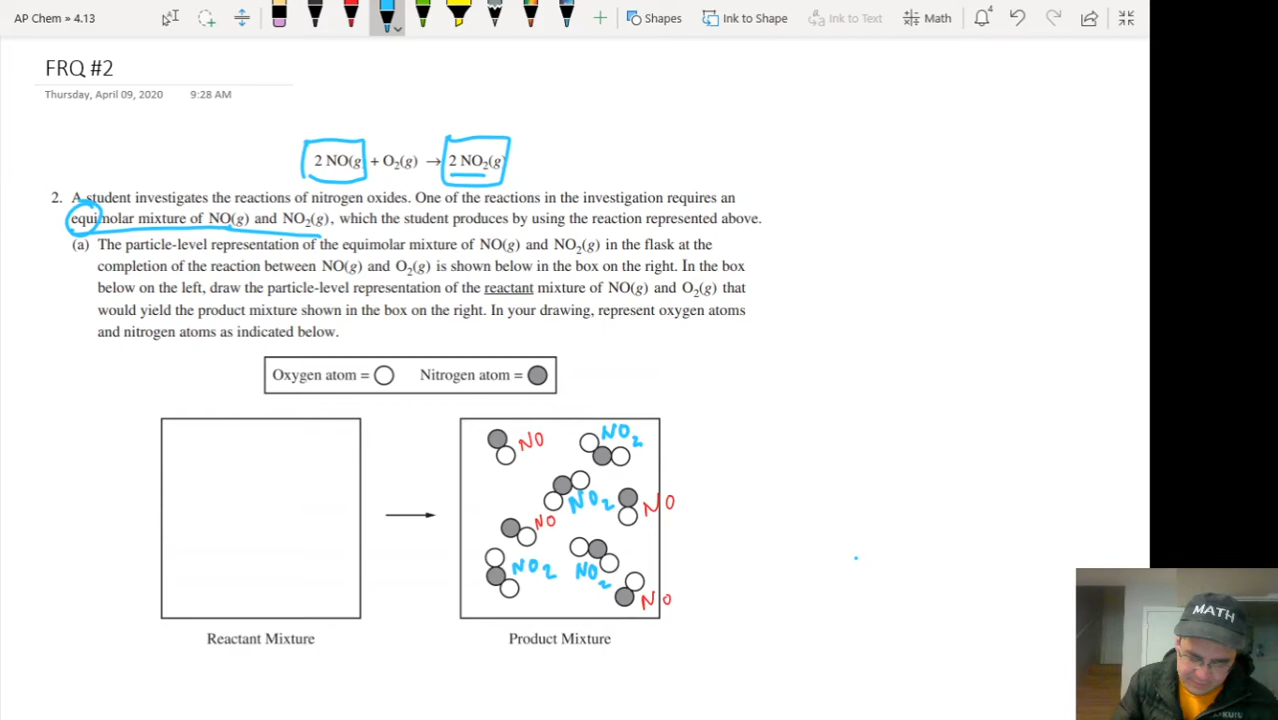 AP Chem » 4.13
Shapes
Ink to Shape
Ink to Text
Math
4
FRQ #2
Thursday, April 09, 2020 9:28 AM
2 NO(g) + O₂(g) → 2 NO₂(g)
2. A student investigates the reactions of nitrogen oxides. One of the reactions in the investigation requires an
equimolar mixture of NO(g) and NO₂(g), which the student produces by using the reaction represented above.
(a) The particle-level representation of the equimolar mixture of NO(g) and NO₂(g) in the flask at the
completion of the reaction between NO(g) and O₂(g) is shown below in the box on the right. In the box
below on the left, draw the particle-level representation of the reactant mixture of NO(g) and O₂(g) that
would yield the product mixture shown in the box on the right. In your drawing, represent oxygen atoms
and nitrogen atoms as indicated below.
Oxygen atom = Nitrogen atom =
NO
NO₂
NO₂
NO
NO
NO₂
NO₂
NO
Reactant Mixture
Product Mixture
MATH